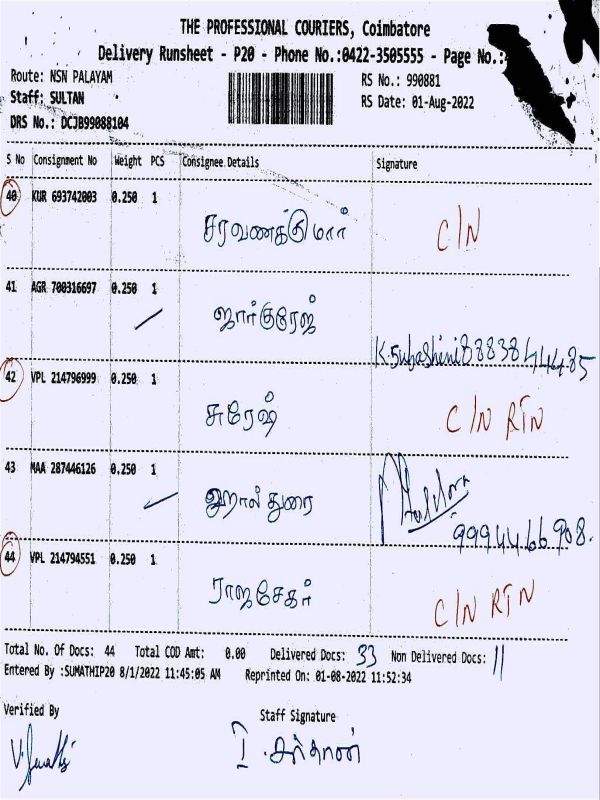 THE PROFESSIONAL COURIERS, Coimbatore
Delivery Runsheet - P20 - Phone No.:0422-3505555 - Page No.:
Route: NSN PALAYAM RS No.: 990881
Staff: SULTAN RS Date: 01-Aug-2022
DRS No.: DCJB99088104
S No Consignment No Weight PCS Consignee Details Signature
40 KUR 693742003 0.250 1
சரவணக்குமார் C/N
41 AGR 700316697 0.250 1
ஜார்குரேஜ்
K.Subashini
42 VPL 214796999 0.250 1
சுரேஷ் C/N RTN
43 MAA 287446126 0.250 1
துரை
99944 66 908.
44 VPL 214794551 0.250 1
ராஜசேகர் C/N RTN
Total No. Of Docs: 44 Total COD Amt: 0.00 Delivered Docs: 33 Non Delivered Docs: 11
Entered By :SUMATHIP20 8/1/2022 11:45:05 AM Reprinted On: 01-08-2022 11:52:34
Verified By Staff Signature